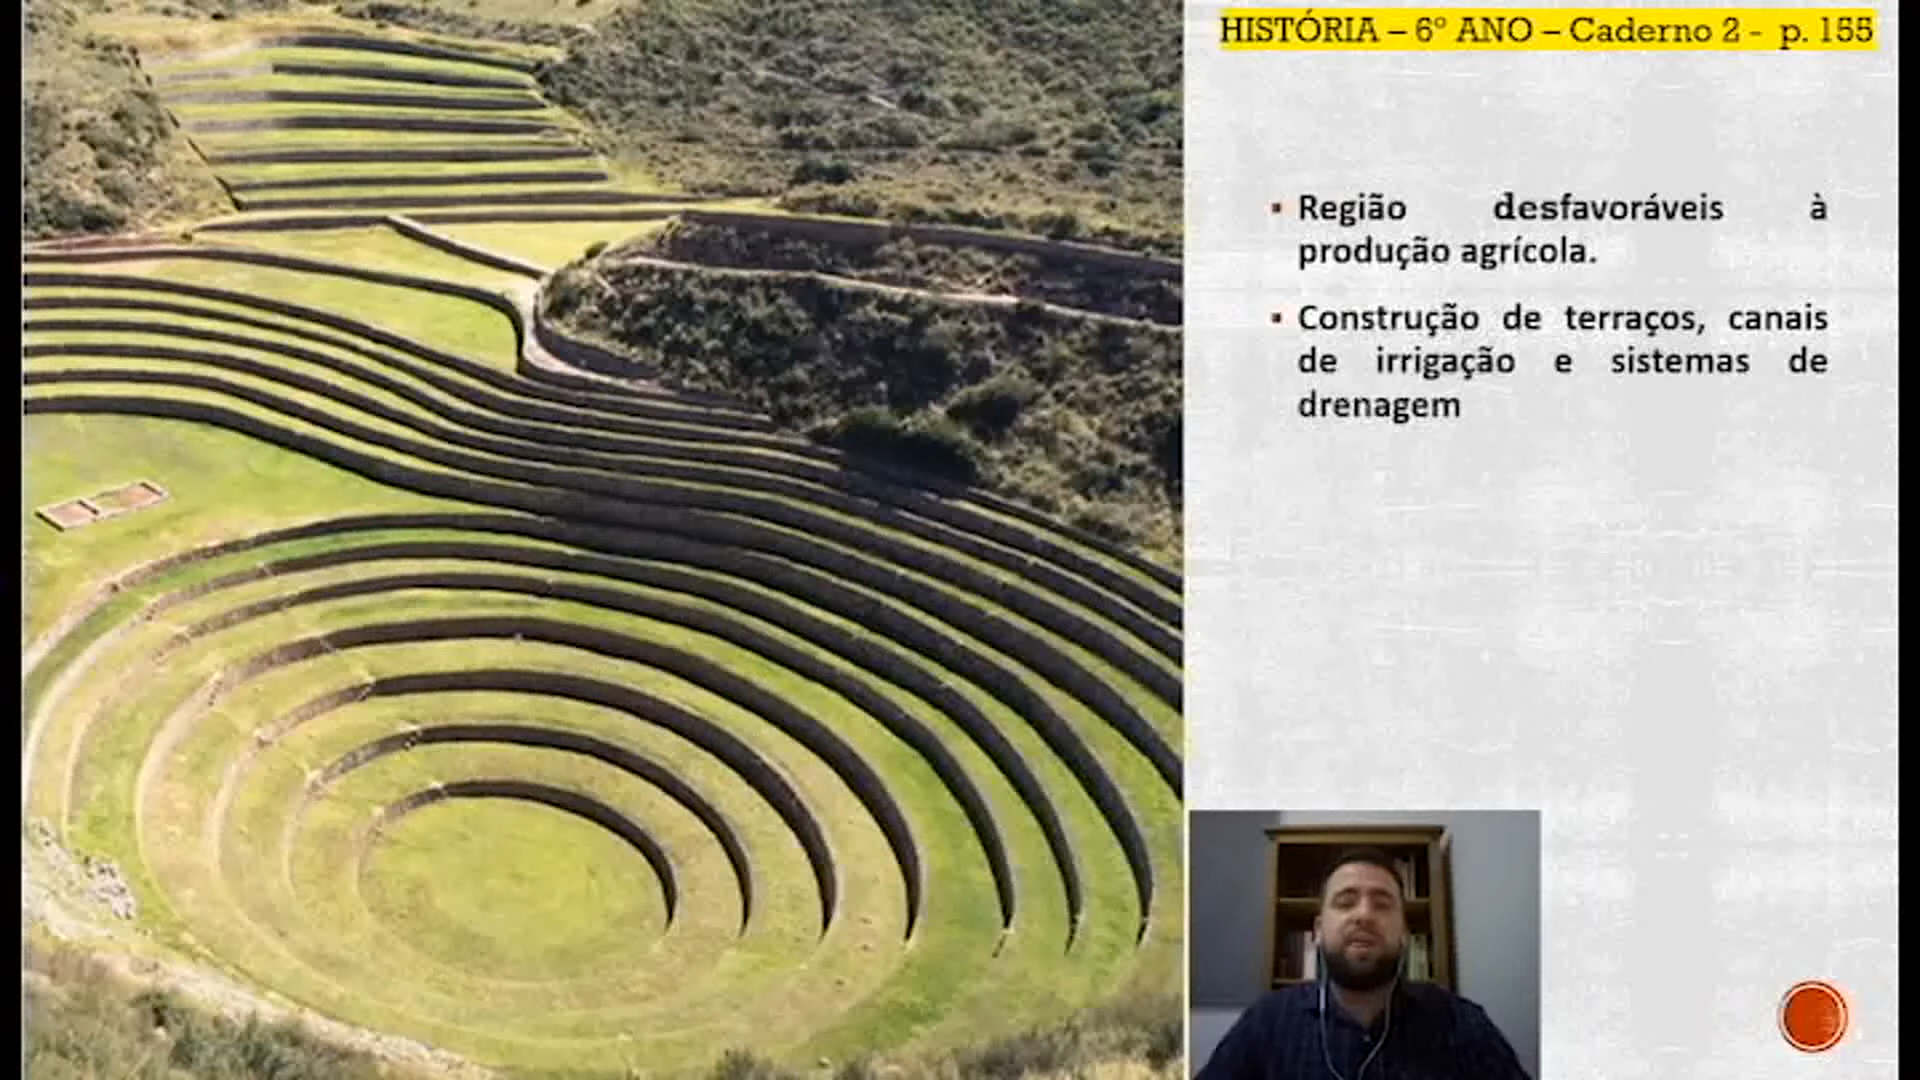 HISTÓRIA – 6º ANO – Caderno 2 - p. 155
Região desfavoráveis à
produção agrícola.
Construção de terraços, canais
de irrigação e sistemas de
drenagem